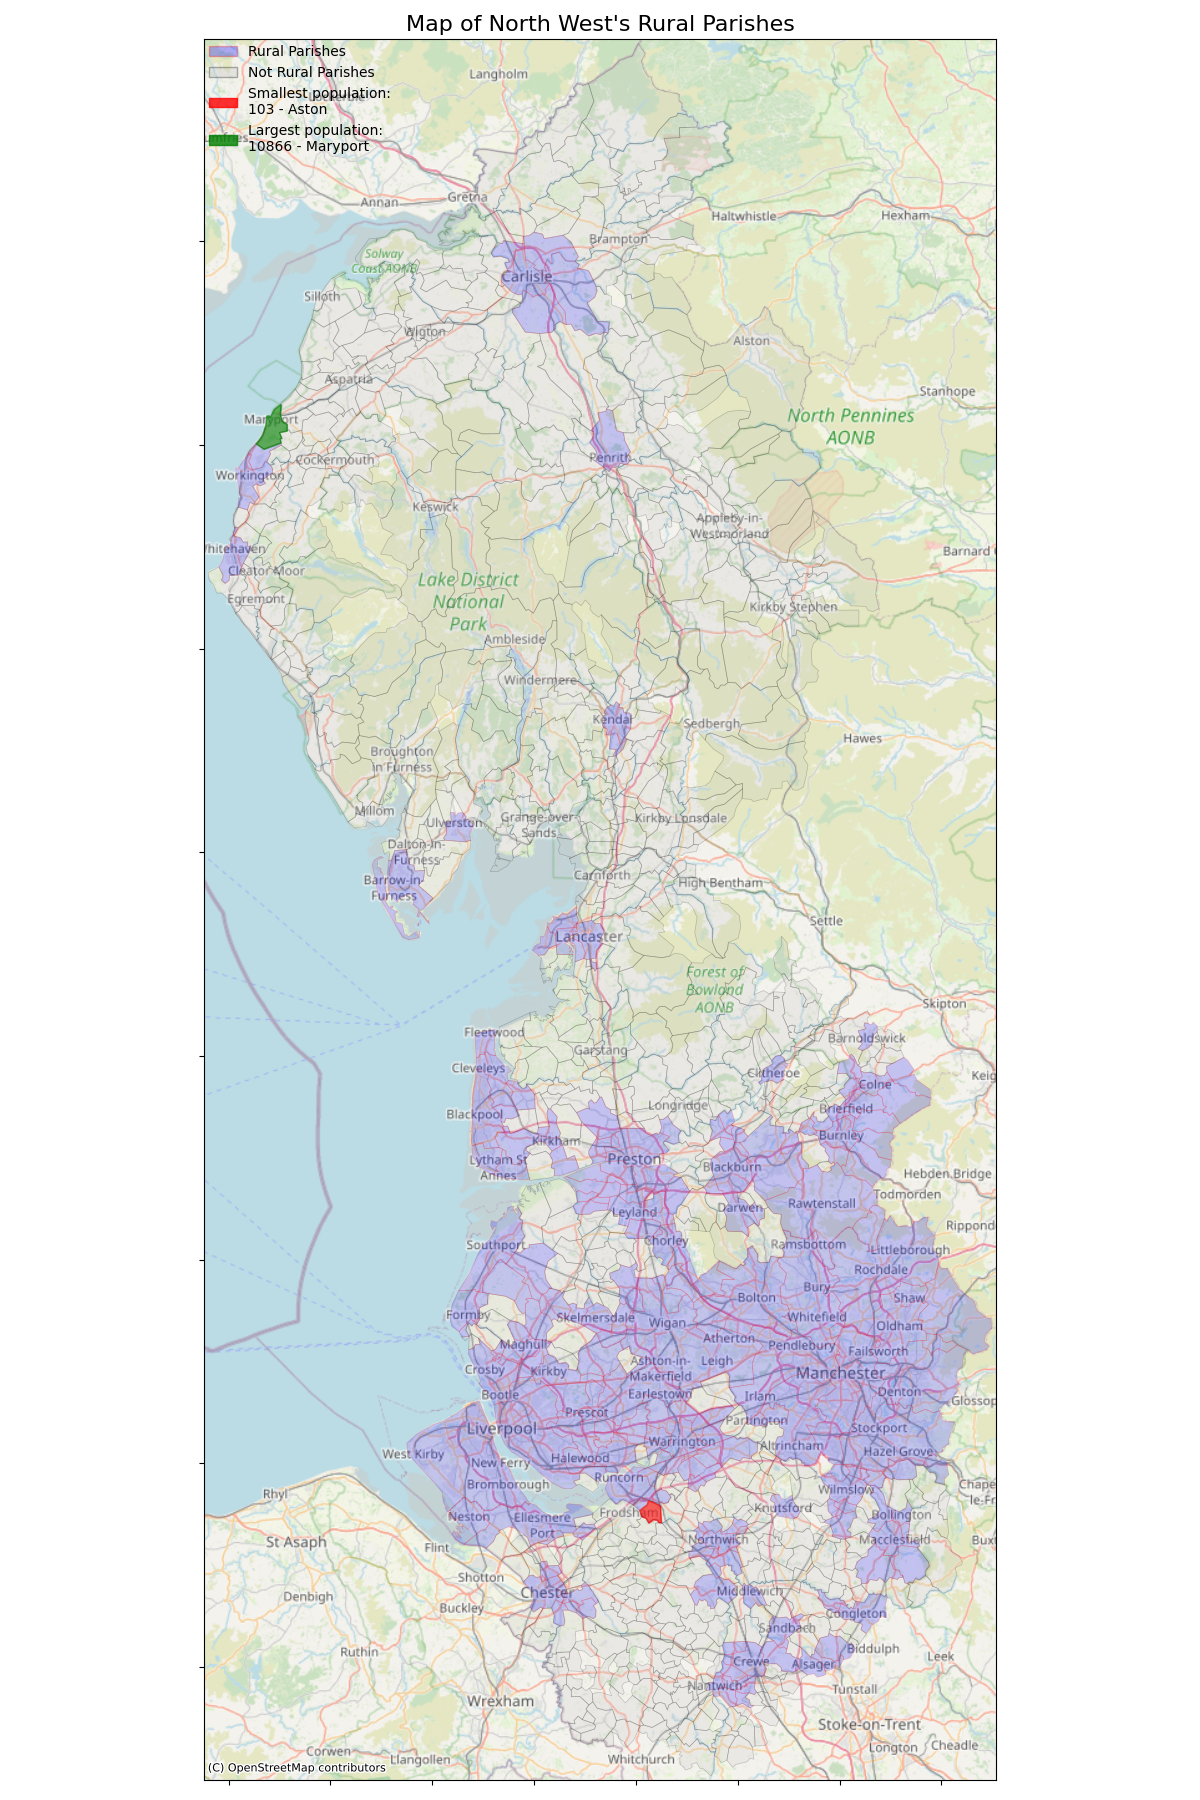 Map of North West's Rural Parishes
Rural Parishes
Not Rural Parishes
Smallest population:
103 - Aston
Largest population:
10866 - Maryport
Langholm
Annan
Gretna
Haltwhistle
Hexham
Brampton
Carlisle
Solway
Coast AONB
Silloth
Wigton
Alston
Aspatria
Stanhope
Maryport
North Pennines
AONB
Penrith
Cockermouth
Workington
Keswick
Appleby-in-
Westmorland
Whitehaven
Barnard
Cleator Moor
Lake District
National
Park
Egremont
Kirkby Stephen
Ambleside
Windermere
Kendal
Sedbergh
Hawes
Broughton
in Furness
Millom
Ulverston
Grange-over-
Sands
Kirkby Lonsdale
Dalton-in-
Furness
Barrow-in-
Furness
Carnforth
High Bentham
Settle
Lancaster
Forest of
Bowland
AONB
Skipton
Fleetwood
Barnoldswick
Garstang
Cleveleys
Clitheroe
Keig
Colne
Longridge
Brierfield
Blackpool
Burnley
Kirkham
Lytham St
Annes
Preston
Blackburn
Hebden Bridge
Todmorden
Rawtenstall
Darwen
Leyland
Rippond
Chorley
Southport
Ramsbottom
Littleborough
Rochdale
Bury
Bolton
Shaw
Formby
Skelmersdale
Wigan
Whitefield
Oldham
Maghull
Atherton
Pendlebury
Failsworth
Crosby
Kirkby
Ashton-in-
Makerfield
Leigh
Manchester
Bootle
Earlestown
Irlam
Denton
Glossop
Prescot
Partington
Liverpool
Stockport
Warrington
Altrincham
Hazel Grove
West Kirby
New Ferry
Halewood
Runcorn
Bromborough
Wilmslow
Chape
le-Fr
Rhyl
Neston
Ellesmere
Port
Frodsham
Knutsford
Bollington
St Asaph
Flint
Northwich
Macclesfield
Bux
Shotton
Chester
Middlewich
Denbigh
Buckley
Congleton
Sandbach
Ruthin
Biddulph
Leek
Crewe
Alsager
Nantwich
Tunstall
Wrexham
Stoke-on-Trent
Longton
Cheadle
Corwen
Llangollen
Whitchurch
(C) OpenStreetMap contributors